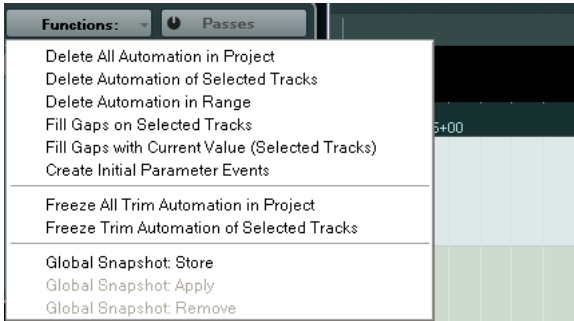 Functions: Passes
Delete All Automation in Project
Delete Automation of Selected Tracks
Delete Automation in Range
Fill Gaps on Selected Tracks
5+00
Fill Gaps with Current Value (Selected Tracks)
Create Initial Parameter Events
Freeze All Trim Automation in Project
Freeze Trim Automation of Selected Tracks
Global Snapshot: Store
Global Snapshot: Apply
Global Snapshot: Remove